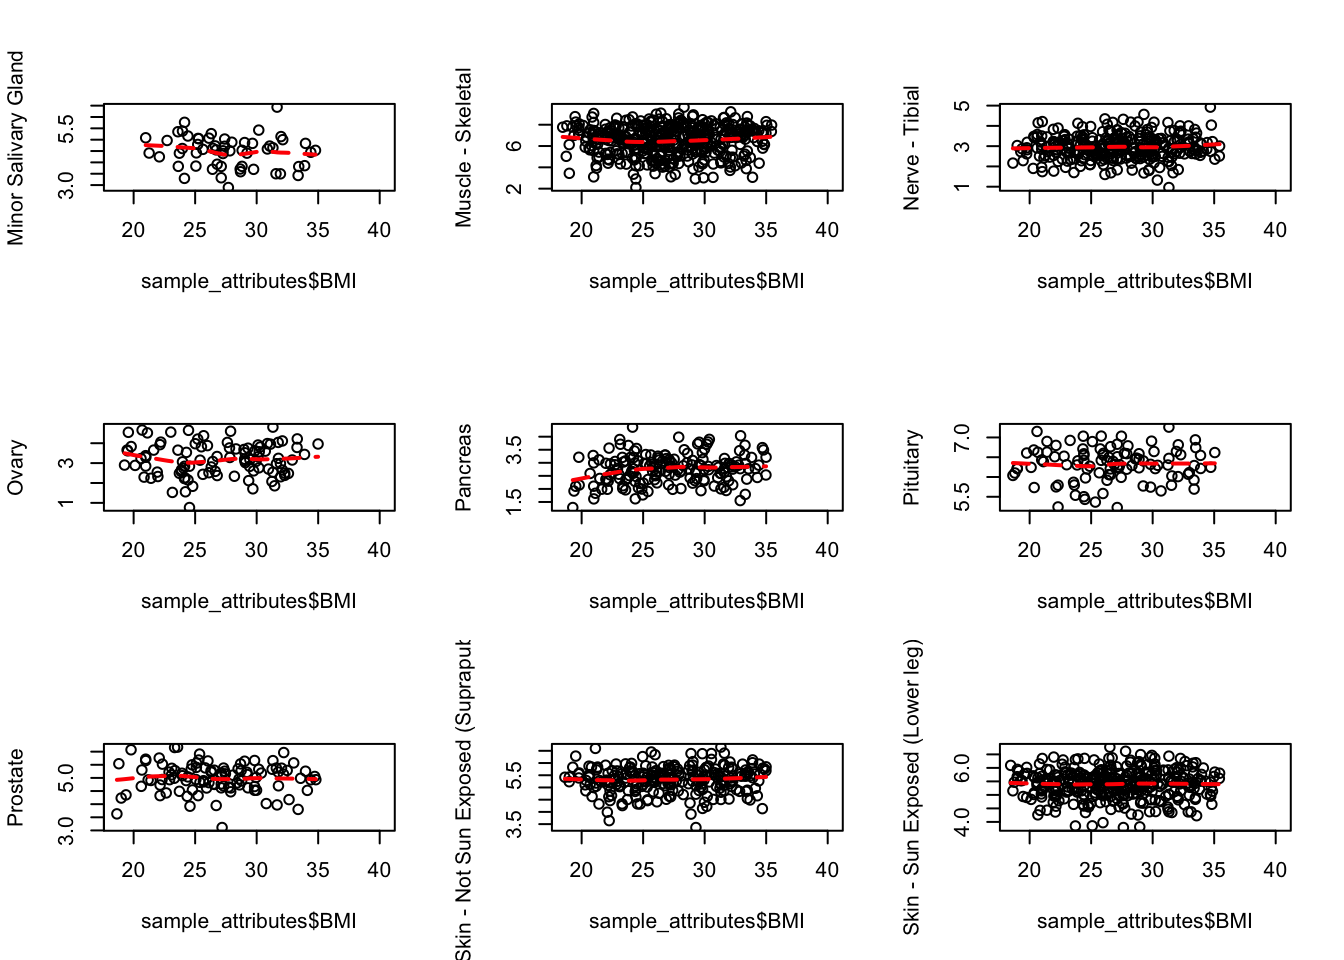 Minor Salivary Gland
5.5
3.0
20 25 30 35 40
sample_attributes$BMI
Muscle - Skeletal
6
2
20 25 30 35 40
sample_attributes$BMI
Nerve - Tibial
5
3
1
20 25 30 35 40
sample_attributes$BMI
Ovary
3
1
20 25 30 35 40
sample_attributes$BMI
Pancreas
3.5
1.5
20 25 30 35 40
sample_attributes$BMI
Pituitary
7.0
5.5
20 25 30 35 40
sample_attributes$BMI
Prostate
5.0
3.0
20 25 30 35 40
sample_attributes$BMI
Skin - Not Sun Exposed (Suprapub
5.5
3.5
20 25 30 35 40
sample_attributes$BMI
Skin - Sun Exposed (Lower leg)
6.0
4.0
20 25 30 35 40
sample_attributes$BMI